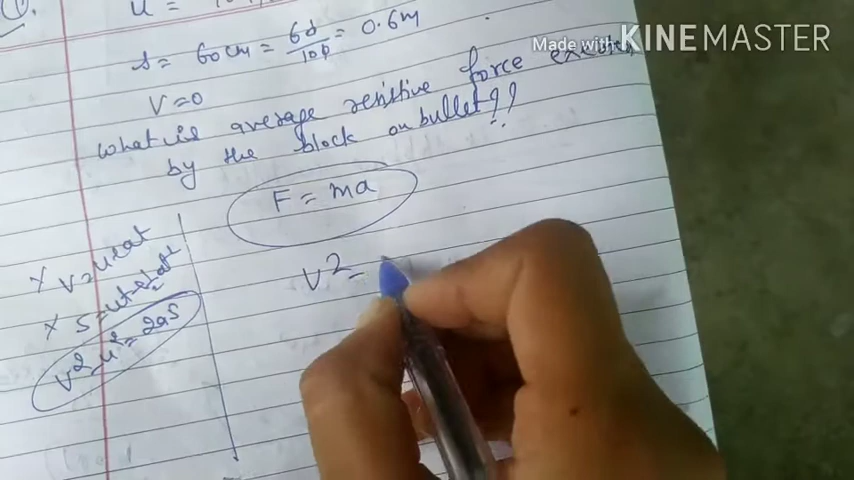 1.
u =
Made with KINEMASTER
s = 60cm = 60/100 = 0.6m
V = 0
what is average resistive force
by the block on bullet??
F = ma
x v = u+at
x s = ut+½at²
v²-u² = 2as
v² -